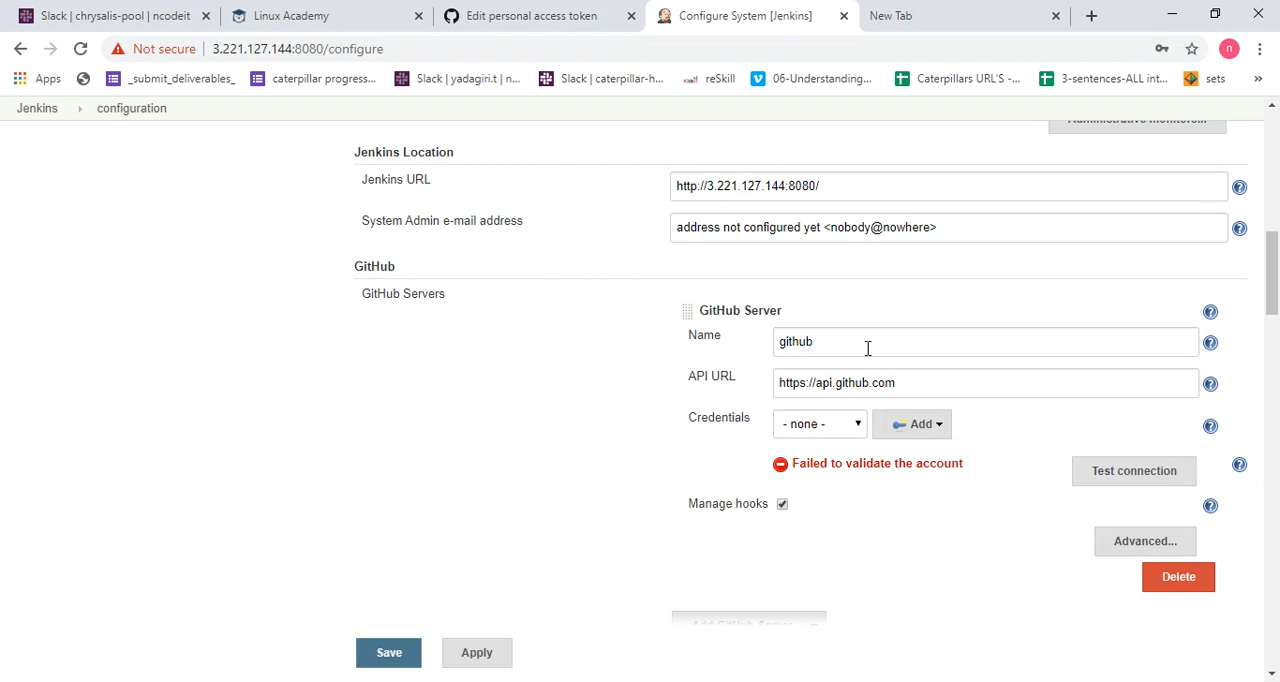 Slack | chrysalis-pool | ncodeit
Linux Academy
Edit personal access token
Configure System [Jenkins]
New Tab
Not secure
3.221.127.144:8080/configure
n
Apps
_submit_deliverables_
caterpillar progress...
Slack | yadagiri.t | n...
Slack | caterpillar-h...
reSkill
06-Understanding...
Caterpillars URL'S -...
3-sentences-ALL int...
sets
»
Jenkins
configuration
Administrative monitors...
Jenkins Location
Jenkins URL
http://3.221.127.144:8080/
System Admin e-mail address
address not configured yet <nobody@nowhere>
GitHub
GitHub Servers
GitHub Server
Name
github
API URL
https://api.github.com
Credentials
- none -
Add
Failed to validate the account
Test connection
Manage hooks
Advanced...
Delete
Add GitHub Server
Save
Apply